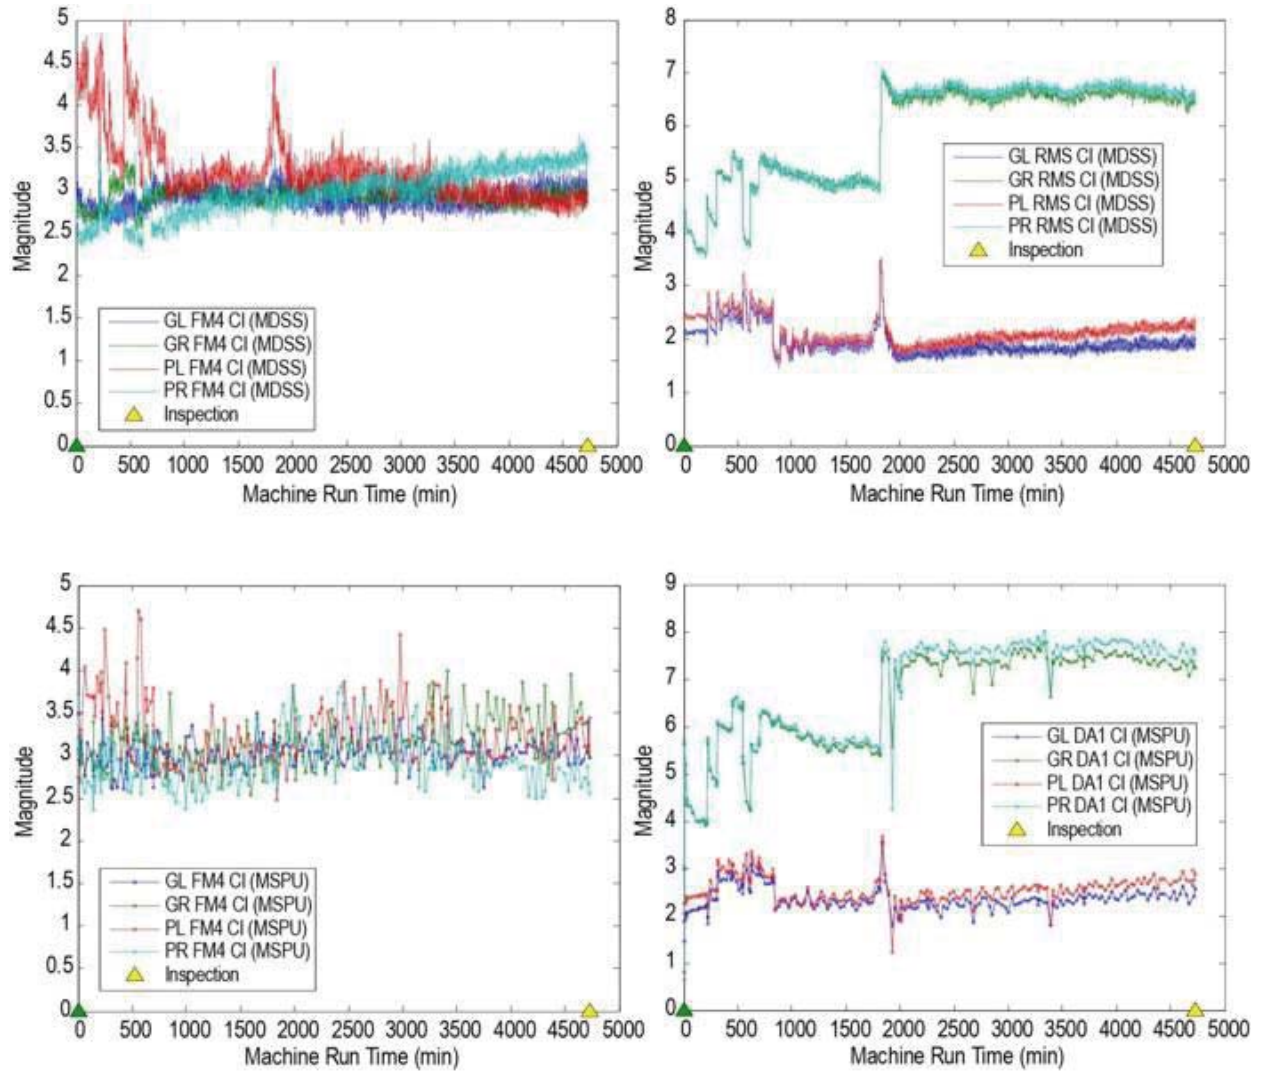 5
4.5
4
3.5
3
2.5
2
1.5
1
0.5
0
Magnitude
GL FM4 CI (MDSS)
GR FM4 CI (MDSS)
PL FM4 CI (MDSS)
PR FM4 CI (MDSS)
Inspection
0 500 1000 1500 2000 2500 3000 3500 4000 4500 5000
Machine Run Time (min)
8
7
6
5
4
3
2
1
0
Magnitude
GL RMS CI (MDSS)
GR RMS CI (MDSS)
PL RMS CI (MDSS)
PR RMS CI (MDSS)
Inspection
0 500 1000 1500 2000 2500 3000 3500 4000 4500 5000
Machine Run Time (min)
5
4.5
4
3.5
3
2.5
2
1.5
1
0.5
0
Magnitude
GL FM4 CI (MSPU)
GR FM4 CI (MSPU)
PL FM4 CI (MSPU)
PR FM4 CI (MSPU)
Inspection
0 500 1000 1500 2000 2500 3000 3500 4000 4500 5000
Machine Run Time (min)
9
8
7
6
5
4
3
2
1
0
Magnitude
GL DA1 CI (MSPU)
GR DA1 CI (MSPU)
PL DA1 CI (MSPU)
PR DA1 CI (MSPU)
Inspection
0 500 1000 1500 2000 2500 3000 3500 4000 4500 5000
Machine Run Time (min)